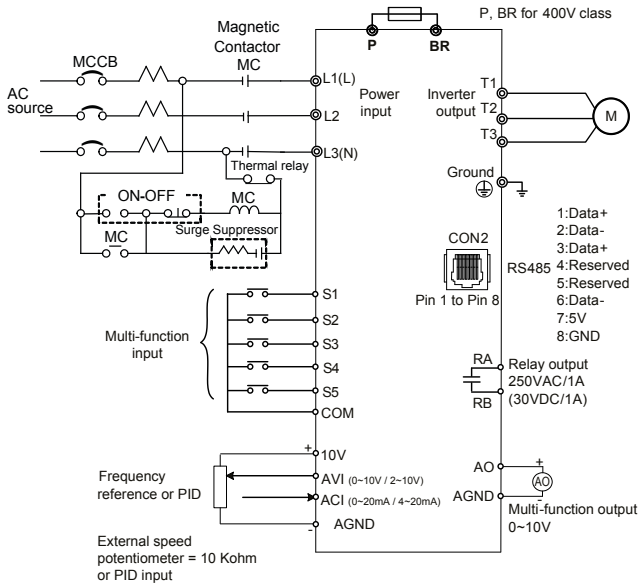 P, BR for 400V class
P
BR
Magnetic
Contactor
MCCB
MC
AC
source
L1(L)
L2
L3(N)
Power
input
Inverter
output
T1
T2
T3
M
Thermal relay
Ground
ON-OFF
MC
Surge Suppressor
MC
CON2
Pin 1 to Pin 8
RS485
1:Data+
2:Data-
3:Data+
4:Reserved
5:Reserved
6:Data-
7:5V
8:GND
Multi-function
input
S1
S2
S3
S4
S5
COM
RA
RB
Relay output
250VAC/1A
(30VDC/1A)
Frequency
reference or PID
+
10V
AVI (0~10V / 2~10V)
ACI (0~20mA / 4~20mA)
-
AGND
AO
AGND
+
AO
-
Multi-function output
0~10V
External speed
potentiometer = 10 Kohm
or PID input